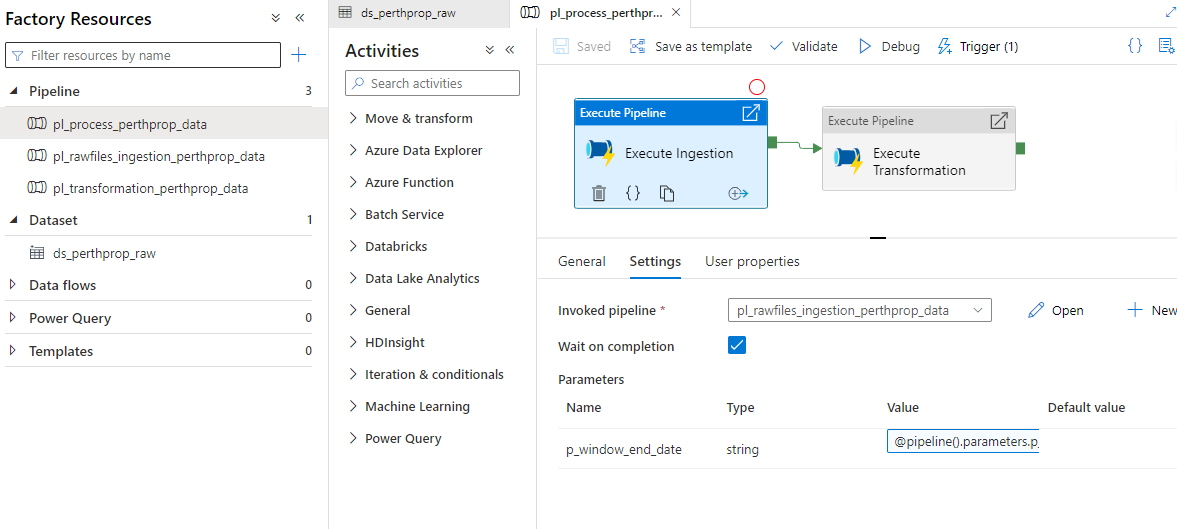 Factory Resources
Filter resources by name
Pipeline 3
pl_process_perthprop_data
pl_rawfiles_ingestion_perthprop_data
pl_transformation_perthprop_data
Dataset 1
ds_perthprop_raw
Data flows 0
Power Query 0
Templates 0
ds_perthprop_raw
pl_process_perthpr...
Activities
Search activities
Move & transform
Azure Data Explorer
Azure Function
Batch Service
Databricks
Data Lake Analytics
General
HDInsight
Iteration & conditionals
Machine Learning
Power Query
Saved Save as template Validate Debug Trigger (1)
Execute Pipeline
Execute Ingestion
Execute Pipeline
Execute
Transformation
General Settings User properties
Invoked pipeline * pl_rawfiles_ingestion_perthprop_data Open New
Wait on completion
Parameters
Name Type Value Default value
p_window_end_date string @pipeline().parameters.p_